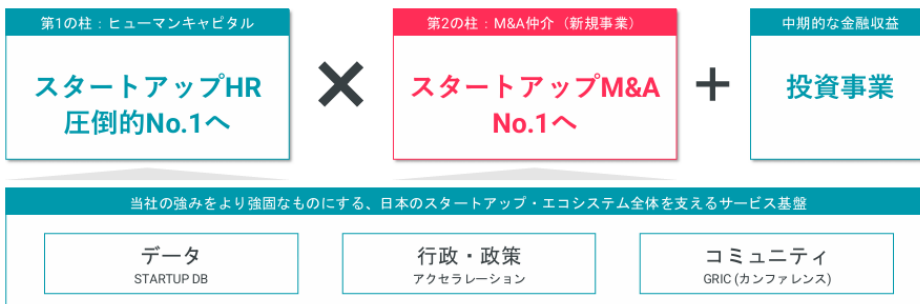 第1の柱：ヒューマンキャピタル
スタートアップHR
圧倒的No.1へ
×
第2の柱：M&A仲介（新規事業）
スタートアップM&A
No.1へ
+
中期的な金融収益
投資事業
当社の強みをより強固なものにする、日本のスタートアップ・エコシステム全体を支えるサービス基盤
データ
STARTUP DB
行政・政策
アクセラレーション
コミュニティ
GRIC (カンファレンス)